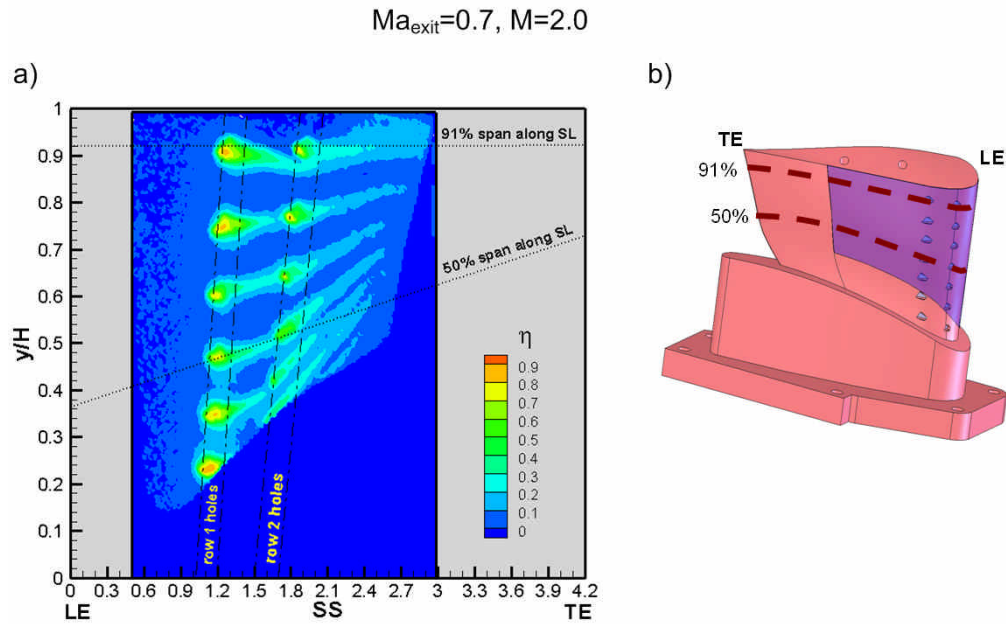 Ma_exit=0.7, M=2.0
a)
b)
1
0.9
0.8
0.7
0.6
0.5
0.4
0.3
0.2
0.1
0
y/H
91% span along SL
50% span along SL
η
0.9
0.8
0.7
0.6
0.5
0.4
0.3
0.2
0.1
0
row 1 holes
row 2 holes
0 0.3 0.6 0.9 1.2 1.5 1.8 2.1 2.4 2.7 3 3.3 3.6 3.9 4.2
LE SS TE
TE
LE
91%
50%